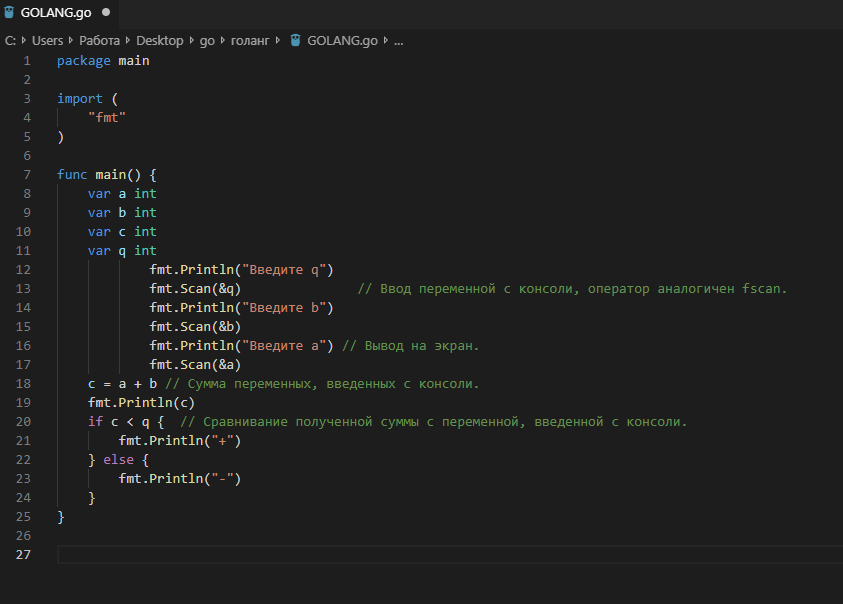 GOLANG.go
C: Users Работа Desktop go голанг GOLANG.go ...
1 package main
2
3 import (
4 "fmt"
5 )
6
7 func main() {
8 var a int
9 var b int
10 var c int
11 var q int
12 fmt.Println("Введите q")
13 fmt.Scan(&q) // Ввод переменной с консоли, оператор аналогичен fscan.
14 fmt.Println("Введите b")
15 fmt.Scan(&b)
16 fmt.Println("Введите a") // Вывод на экран.
17 fmt.Scan(&a)
18 c = a + b // Сумма переменных, введенных с консоли.
19 fmt.Println(c)
20 if c < q { // Сравнивание полученной суммы с переменной, введенной с консоли.
21 fmt.Println("+")
22 } else {
23 fmt.Println("-")
24 }
25 }
26
27